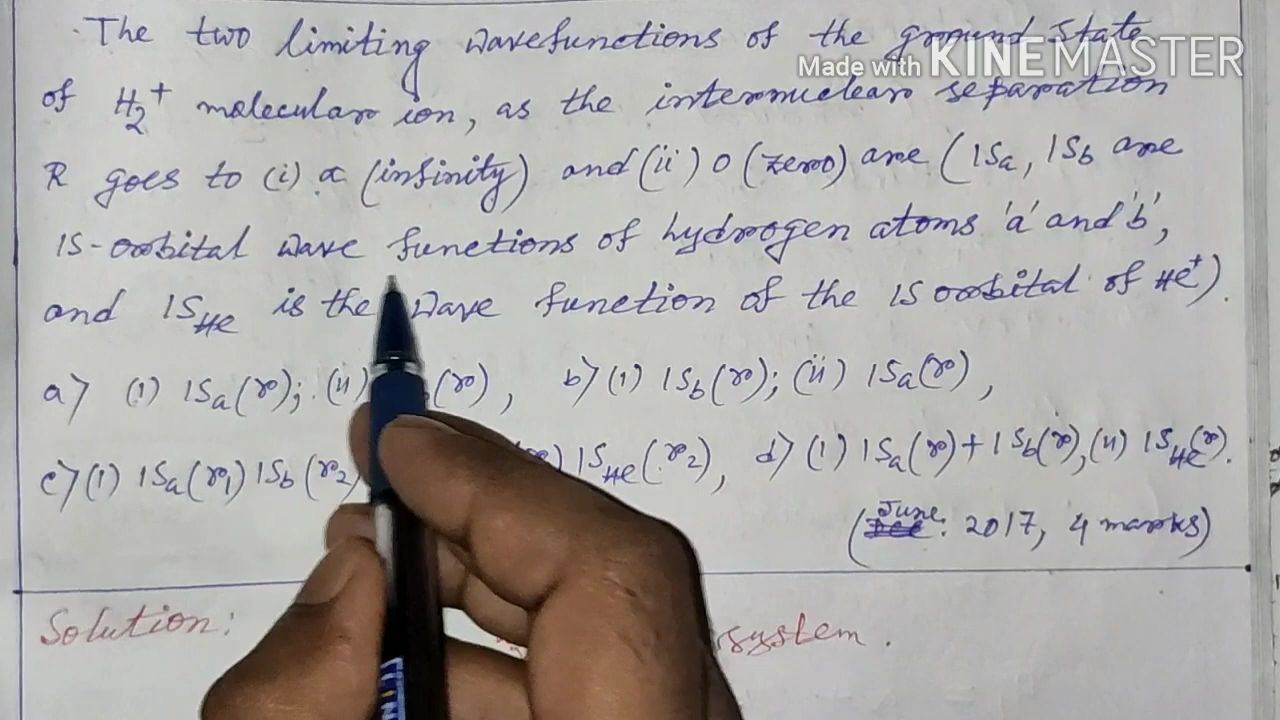 The two limiting wavefunctions of the ground state
Made with KINEMASTER
of H₂⁺ molecular ion, as the internuclear separation
R goes to (i) ∝ (infinity) and (ii) 0 (zero) are (1Sa, 1Sb are
1S-orbital wave functions of hydrogen atoms 'a' and 'b',
and 1S_He is the wave function of the 1S orbital of He⁺).
a) (i) 1Sa(r); (ii) (r), b) (i) 1Sb(r); (ii) 1Sa(r),
c) (i) 1Sa(r₁) 1Sb(r₂) 1S_He(r₂), d) (i) 1Sa(r) + 1Sb(r), (ii) 1S_He(r).
(June: 2017, 4 marks)
Solution: system.